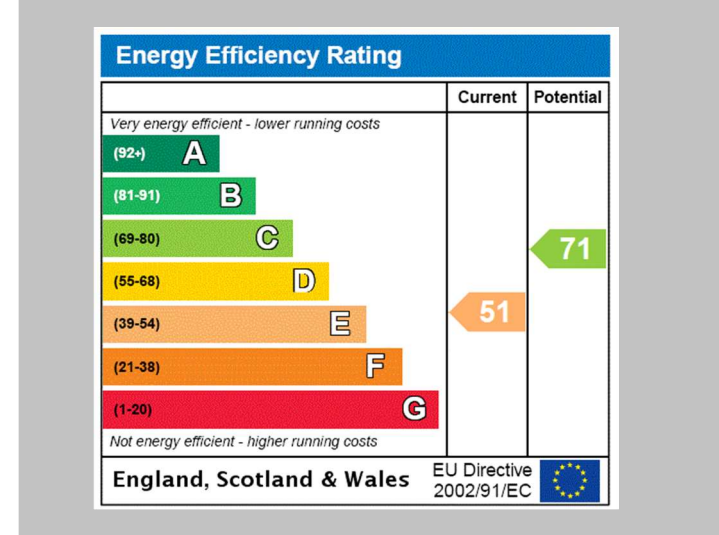 Energy Efficiency Rating
Current Potential
Very energy efficient - lower running costs
(92+) A
(81-91) B
(69-80) C
71
(55-68) D
51
(39-54) E
(21-38) F
(1-20) G
Not energy efficient - higher running costs
England, Scotland & Wales
EU Directive
2002/91/EC